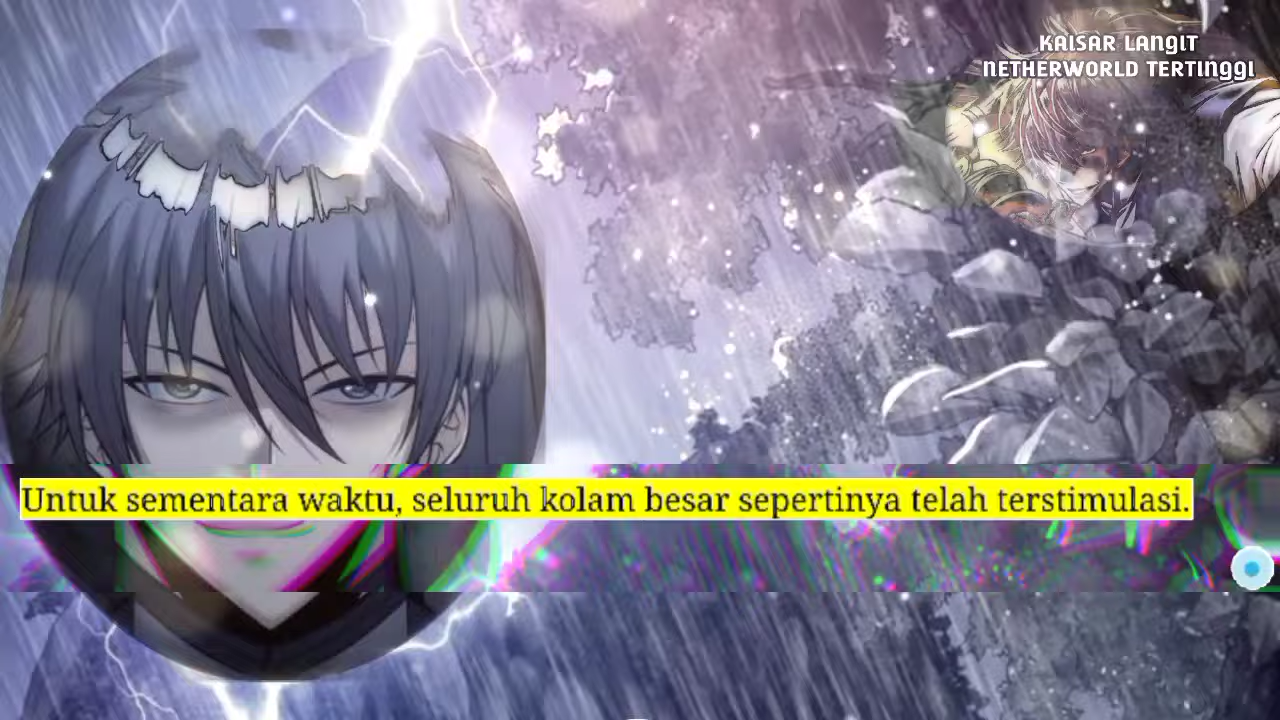 KAISAR LANGIT
NETHERWORLD TERTINGGI
Untuk sementara waktu, seluruh kolam besar sepertinya telah terstimulasi.